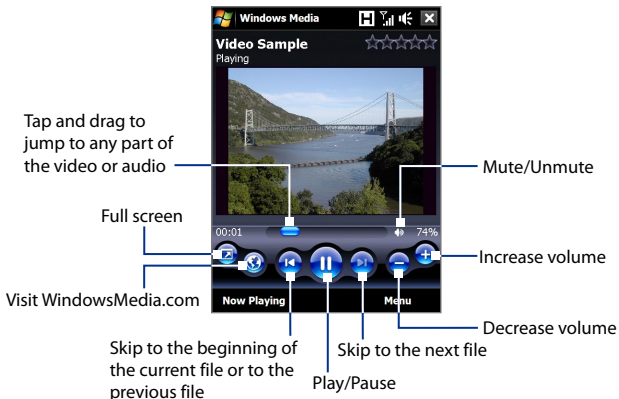 Windows Media
H
Video Sample
Playing
Tap and drag to
jump to any part of
the video or audio
Mute/Unmute
Full screen
00:01
74%
Increase volume
Visit WindowsMedia.com
Now Playing
Menu
Decrease volume
Skip to the beginning of
the current file or to the
previous file
Skip to the next file
Play/Pause